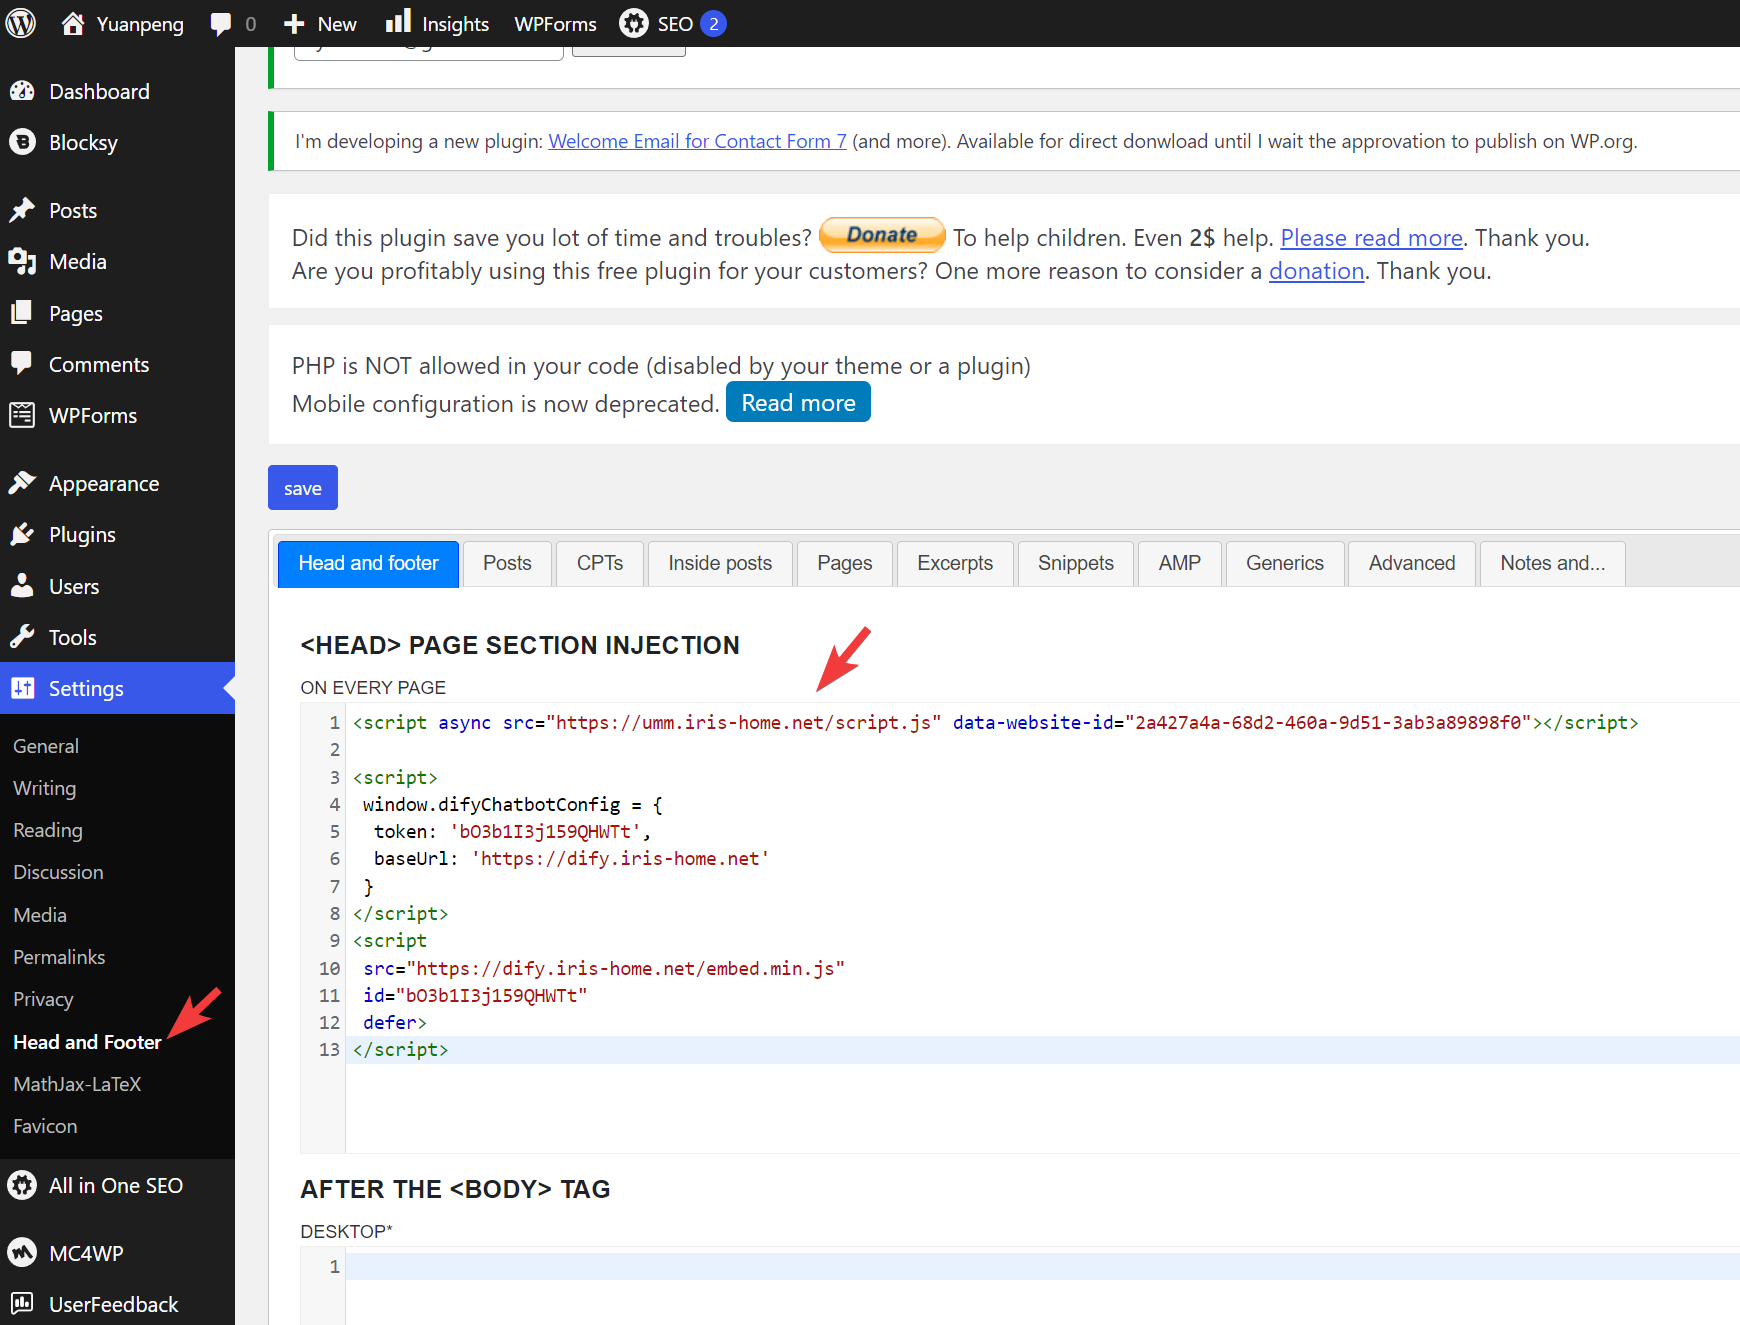 Yuanpeng 0 New Insights WPForms SEO 2
Dashboard
Blocksy
Posts
Media
Pages
Comments
WPForms
Appearance
Plugins
Users
Tools
Settings
General
Writing
Reading
Discussion
Media
Permalinks
Privacy
Head and Footer
MathJax-LaTeX
Favicon
All in One SEO
MC4WP
UserFeedback
I'm developing a new plugin: Welcome Email for Contact Form 7 (and more). Available for direct donwload until I wait the approvation to publish on WP.org.
Did this plugin save you lot of time and troubles? Donate To help children. Even 2$ help. Please read more. Thank you.
Are you profitably using this free plugin for your customers? One more reason to consider a donation. Thank you.
PHP is NOT allowed in your code (disabled by your theme or a plugin)
Mobile configuration is now deprecated. Read more
save
Head and footer Posts CPTs Inside posts Pages Excerpts Snippets AMP Generics Advanced Notes and...
<HEAD> PAGE SECTION INJECTION
ON EVERY PAGE
1 <script async src="https://umm.iris-home.net/script.js" data-website-id="2a427a4a-68d2-460a-9d51-3ab3a89898f0"></script>
2
3 <script>
4 window.difyChatbotConfig = {
5 token: 'bO3b1I3j159QHWTt',
6 baseUrl: 'https://dify.iris-home.net'
7 }
8 </script>
9 <script
10 src="https://dify.iris-home.net/embed.min.js"
11 id="bO3b1I3j159QHWTt"
12 defer>
13 </script>
AFTER THE <BODY> TAG
DESKTOP*
1